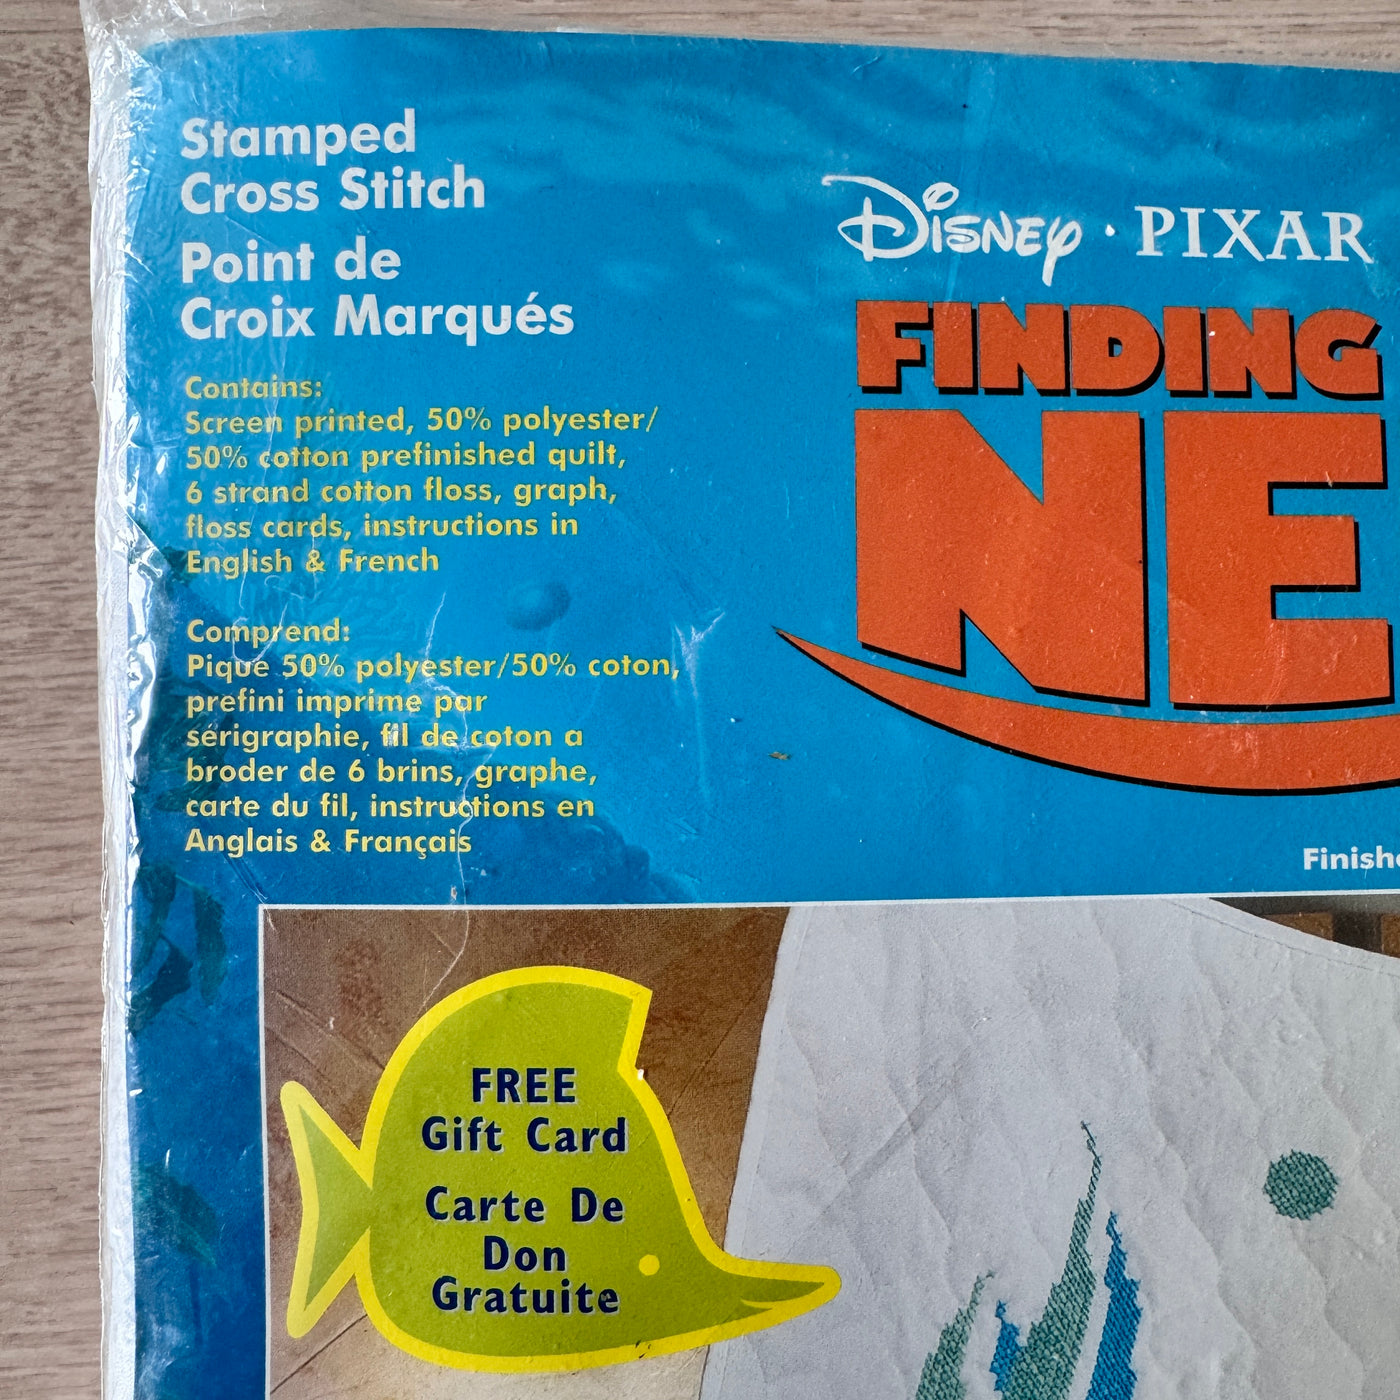 Stamped
Cross Stitch
Point de
Croix Marqués
Contains:
Screen printed, 50% polyester/
50% cotton prefinished quilt,
6 strand cotton floss, graph,
floss cards, instructions in
English & French
Comprend:
Pique 50% polyester/50% coton,
prefini imprime par
sérigraphie, fil de coton a
broder de 6 brins, graphe,
carte du fil, instructions en
Anglais & Français
Disney · PIXAR
FINDING
NE
Finishe
FREE
Gift Card
Carte De
Don
Gratuite